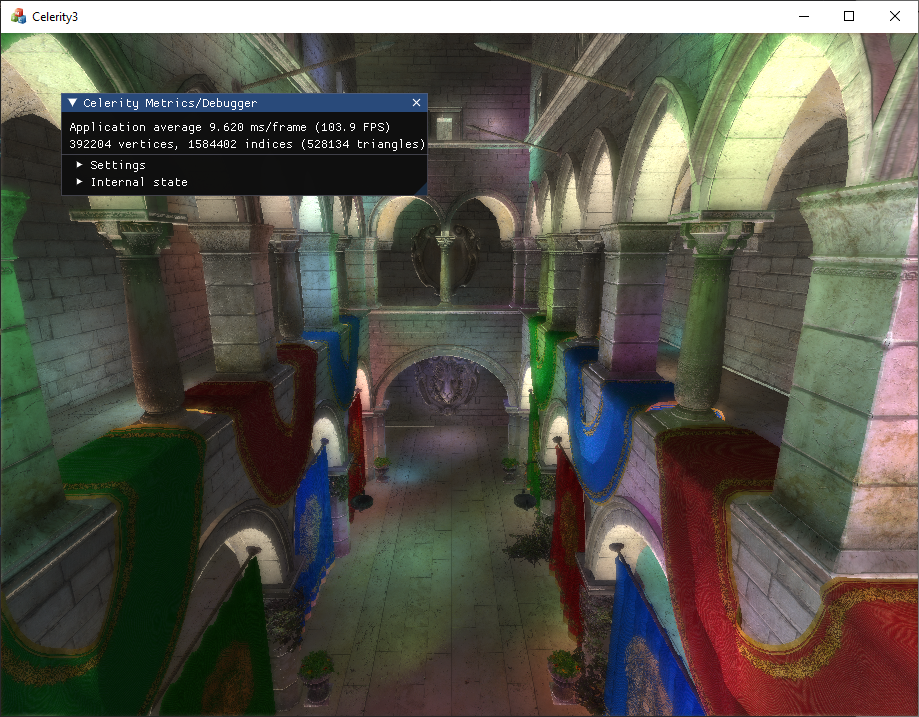 Celerity3
Celerity Metrics/Debugger
Application average 9.620 ms/frame (103.9 FPS)
392204 vertices, 1584402 indices (528134 triangles)
Settings
Internal state